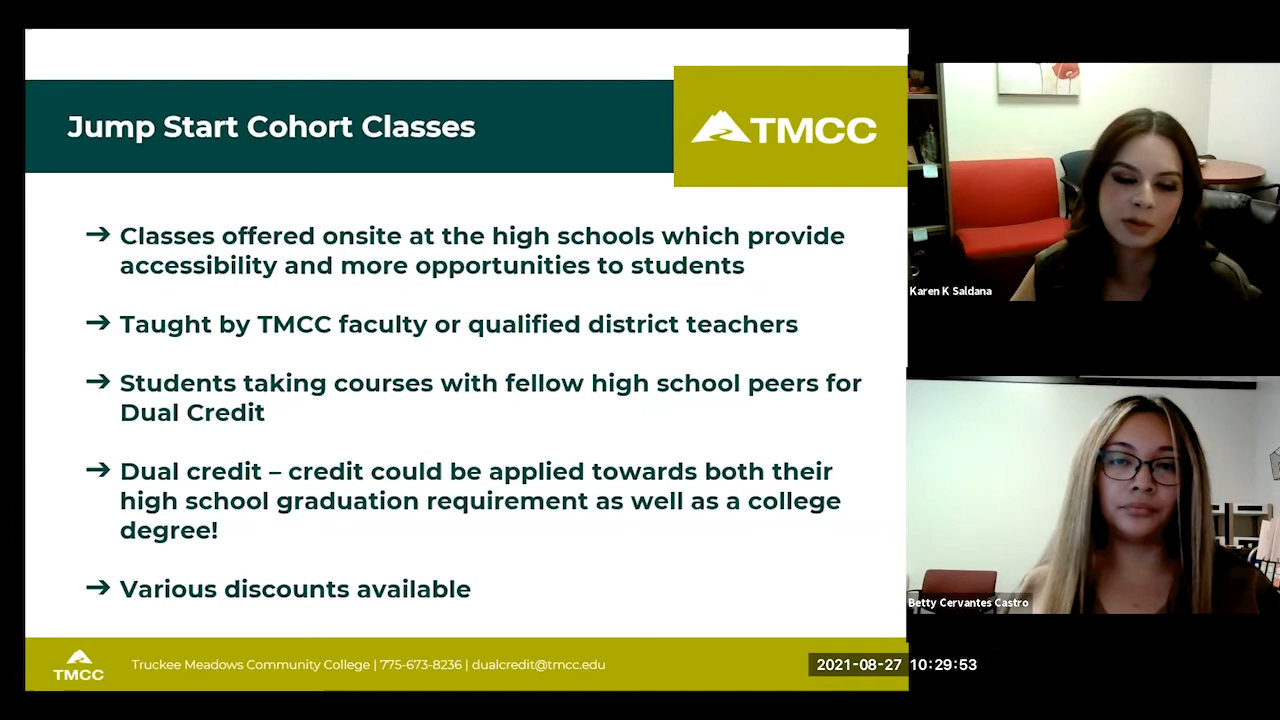 Jump Start Cohort Classes
TMCC
➔ Classes offered onsite at the high schools which provide
accessibility and more opportunities to students
➔ Taught by TMCC faculty or qualified district teachers
➔ Students taking courses with fellow high school peers for
Dual Credit
➔ Dual credit – credit could be applied towards both their
high school graduation requirement as well as a college
degree!
➔ Various discounts available
TMCC
Truckee Meadows Community College | 775-673-8236 | dualcredit@tmcc.edu
Karen K Saldana
Betty Cervantes Castro
2021-08-27 10:29:53